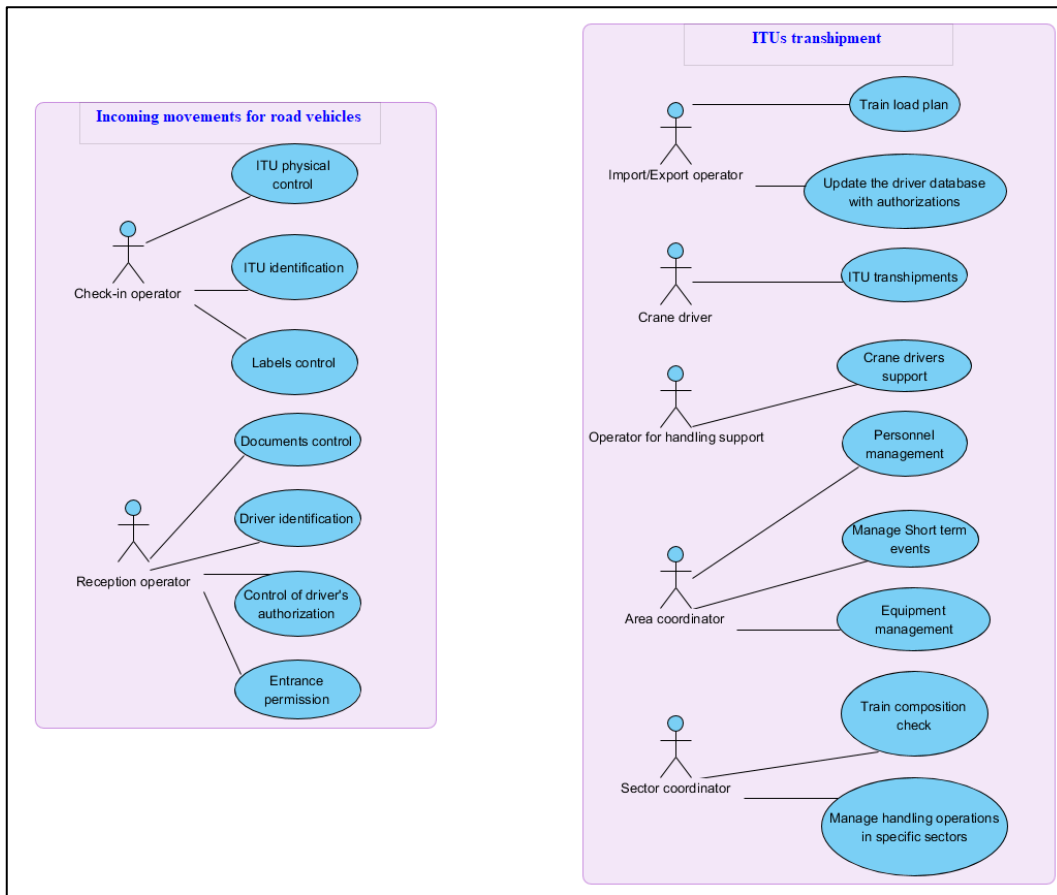 Incoming movements for road vehicles
ITU physical
control
Check-in operator
ITU identification
Labels control
Documents control
Driver identification
Reception operator
Control of driver's
authorization
Entrance
permission
ITUs transhipment
Train load plan
Import/Export operator
Update the driver database
with authorizations
ITU transhipments
Crane driver
Crane drivers
support
Operator for handling support
Personnel
management
Manage Short term
events
Area coordinator
Equipment
management
Train composition
check
Sector coordinator
Manage handling operations
in specific sectors